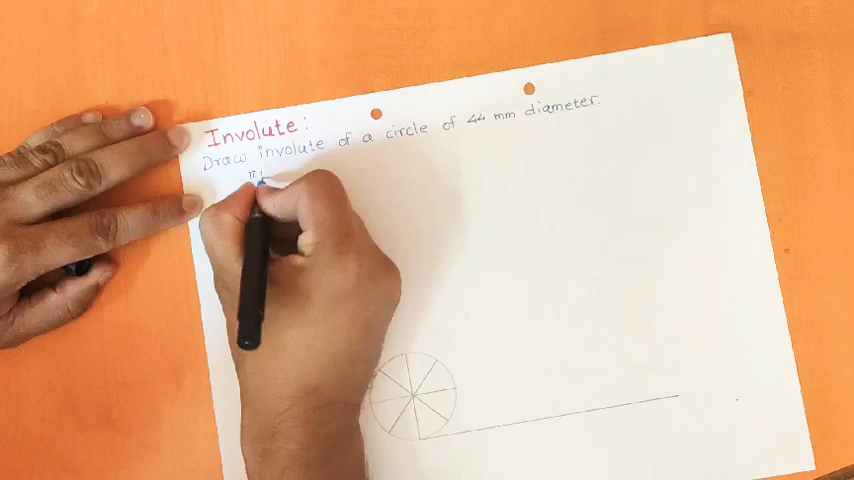 Involute:
Draw involute of a circle of 44 mm diameter.
π